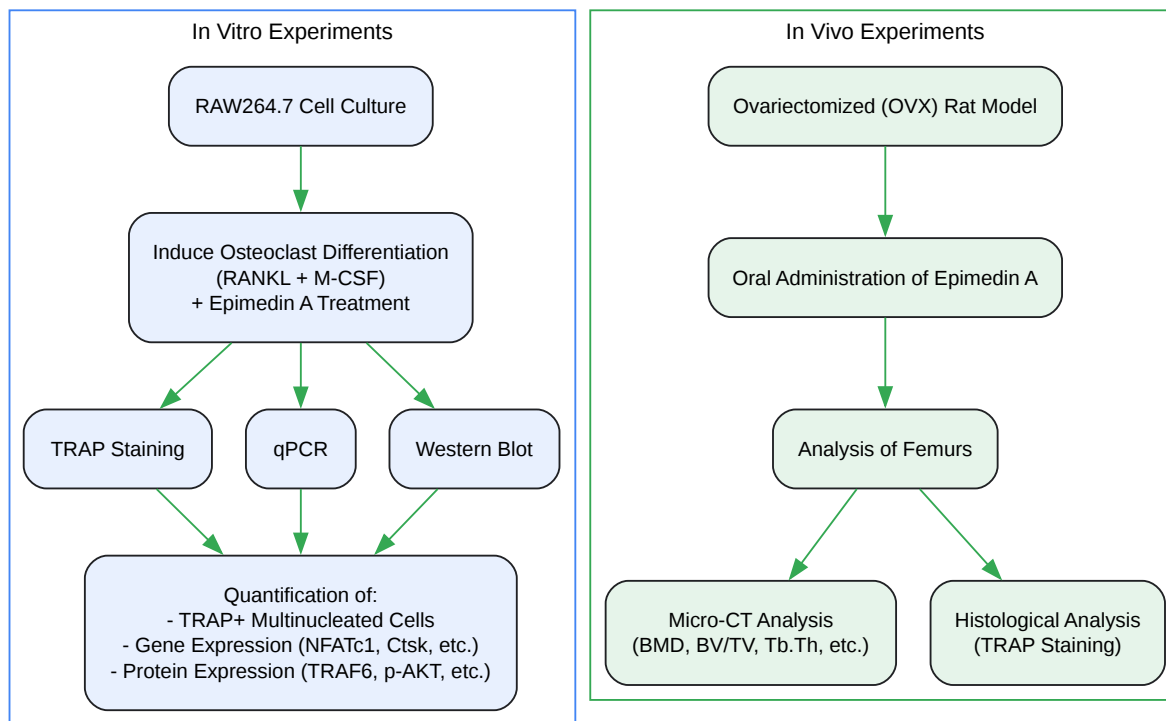 In Vitro Experiments
RAW264.7 Cell Culture
Induce Osteoclast Differentiation
(RANKL + M-CSF)
+ Epimedin A Treatment
TRAP Staining
qPCR
Western Blot
Quantification of:
- TRAP+ Multinucleated Cells
- Gene Expression (NFATc1, Ctsk, etc.)
- Protein Expression (TRAF6, p-AKT, etc.)
In Vivo Experiments
Ovariectomized (OVX) Rat Model
Oral Administration of Epimedin A
Analysis of Femurs
Micro-CT Analysis
(BMD, BV/TV, Tb.Th, etc.)
Histological Analysis
(TRAP Staining)